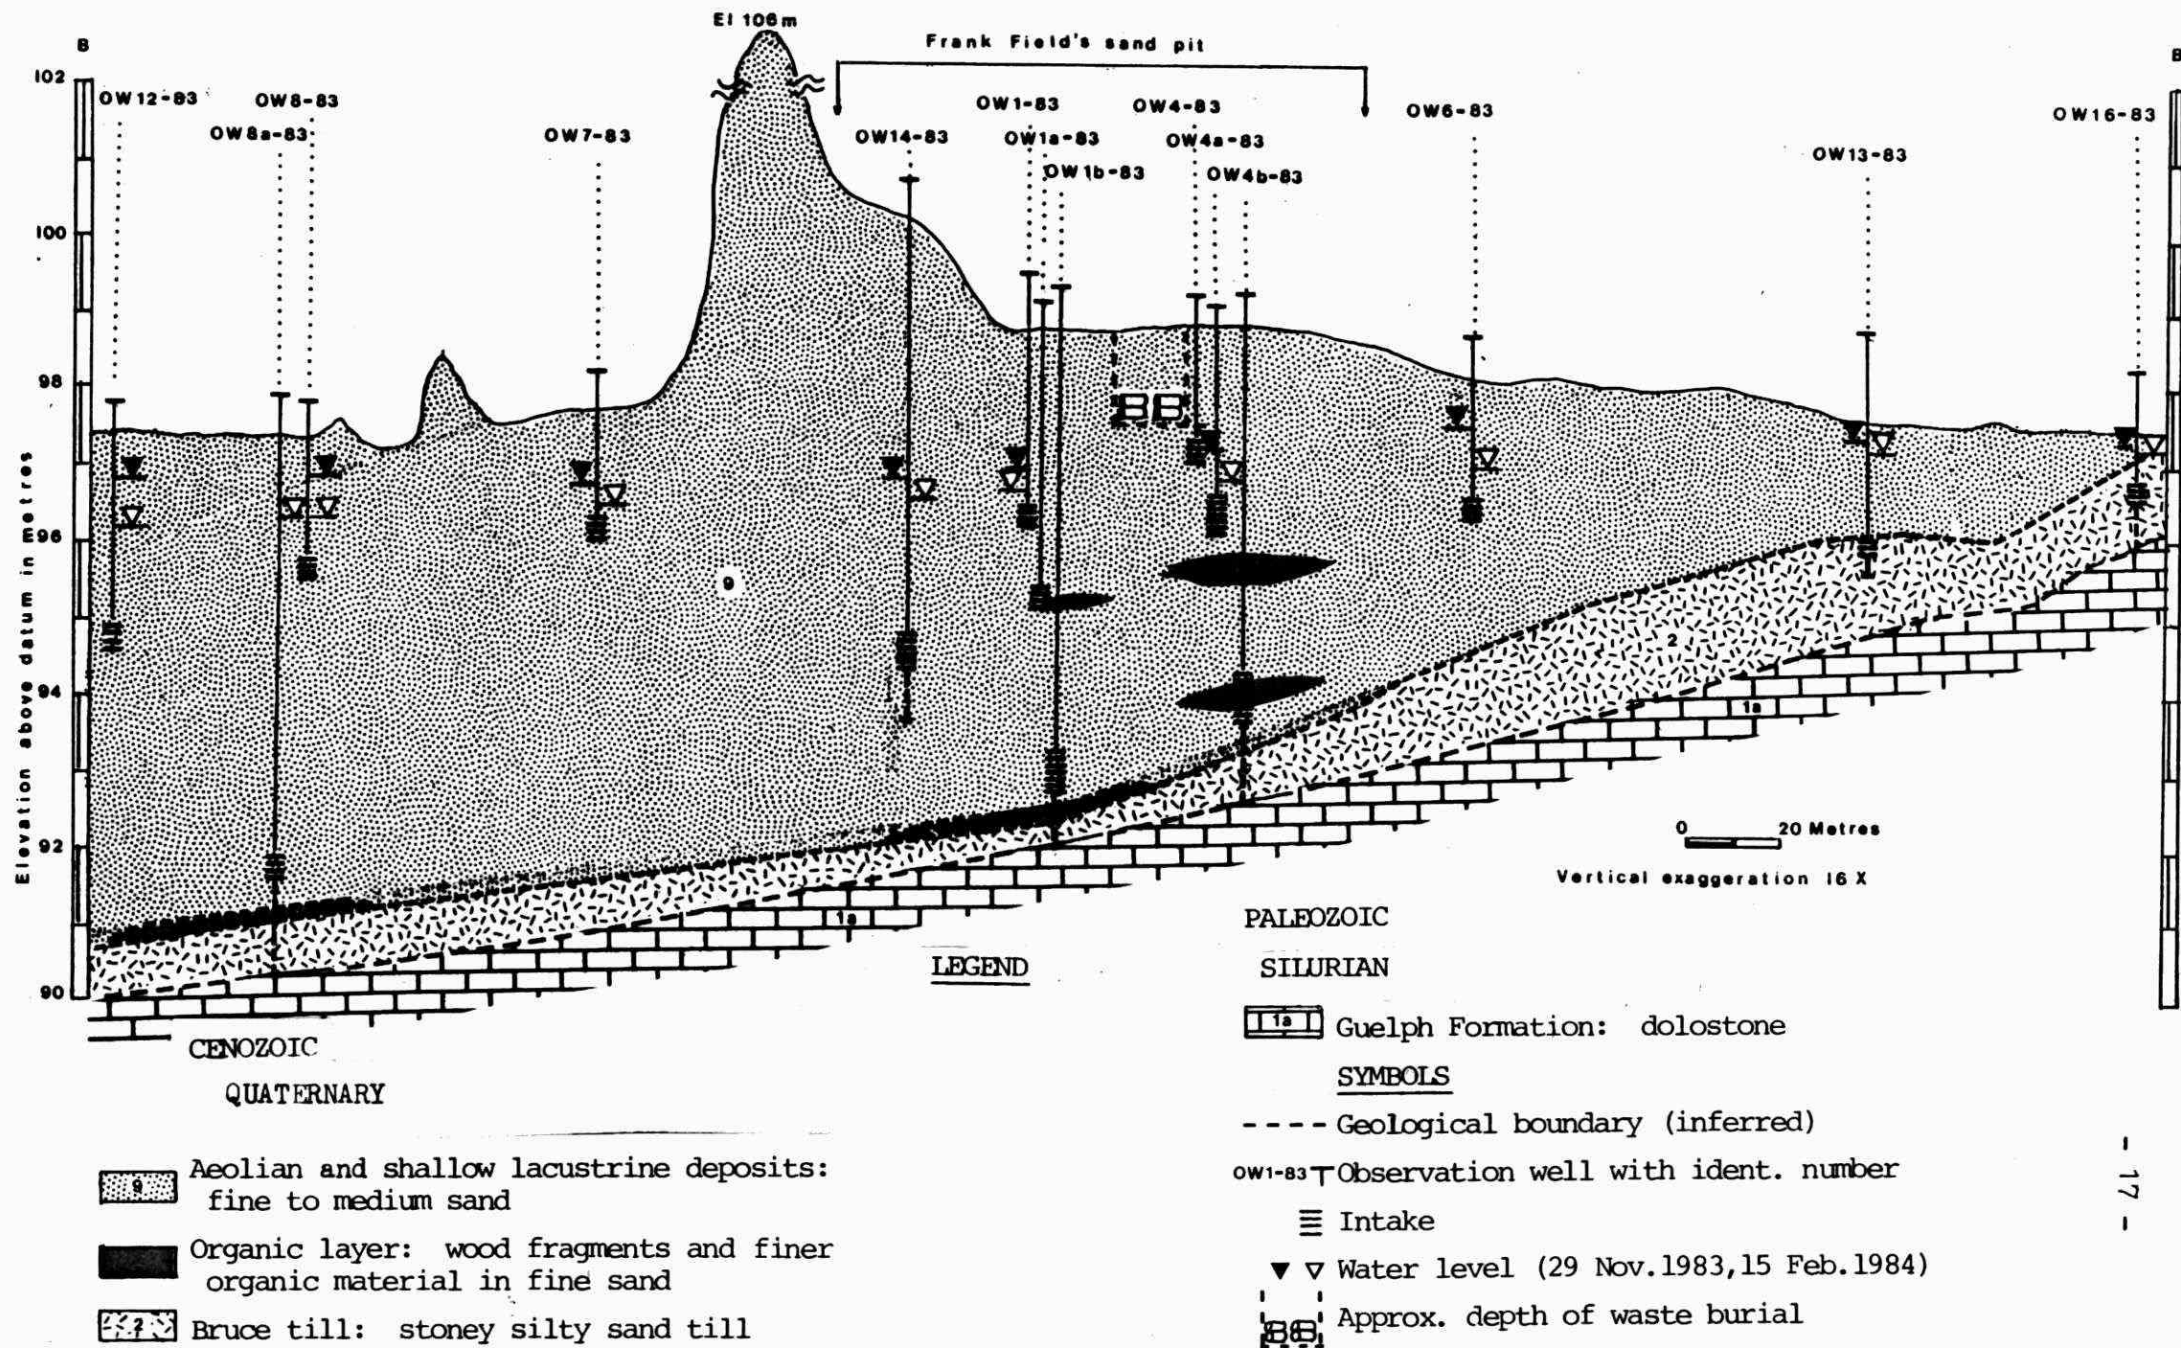 El 106m
Frank Field's sand pit
B
B
102
OW12-83
OW8-83
OW8a-83
OW7-83
OW14-83
OW1-83
OW1a-83
OW1b-83
OW4-83
OW4a-83
OW4b-83
OW6-83
OW13-83
OW16-83
100
98
96
94
92
90
Elevation above datum in metres
9
2
1a
1a
0 20 Metres
Vertical exaggeration 16 X
LEGEND
CENOZOIC
QUATERNARY
9 Aeolian and shallow lacustrine deposits:
fine to medium sand
Organic layer: wood fragments and finer
organic material in fine sand
2 Bruce till: stoney silty sand till
PALEOZOIC
SILURIAN
1a Guelph Formation: dolostone
SYMBOLS
Geological boundary (inferred)
OW1-83 Observation well with ident. number
Intake
Water level (29 Nov.1983,15 Feb.1984)
Approx. depth of waste burial
- 17 -